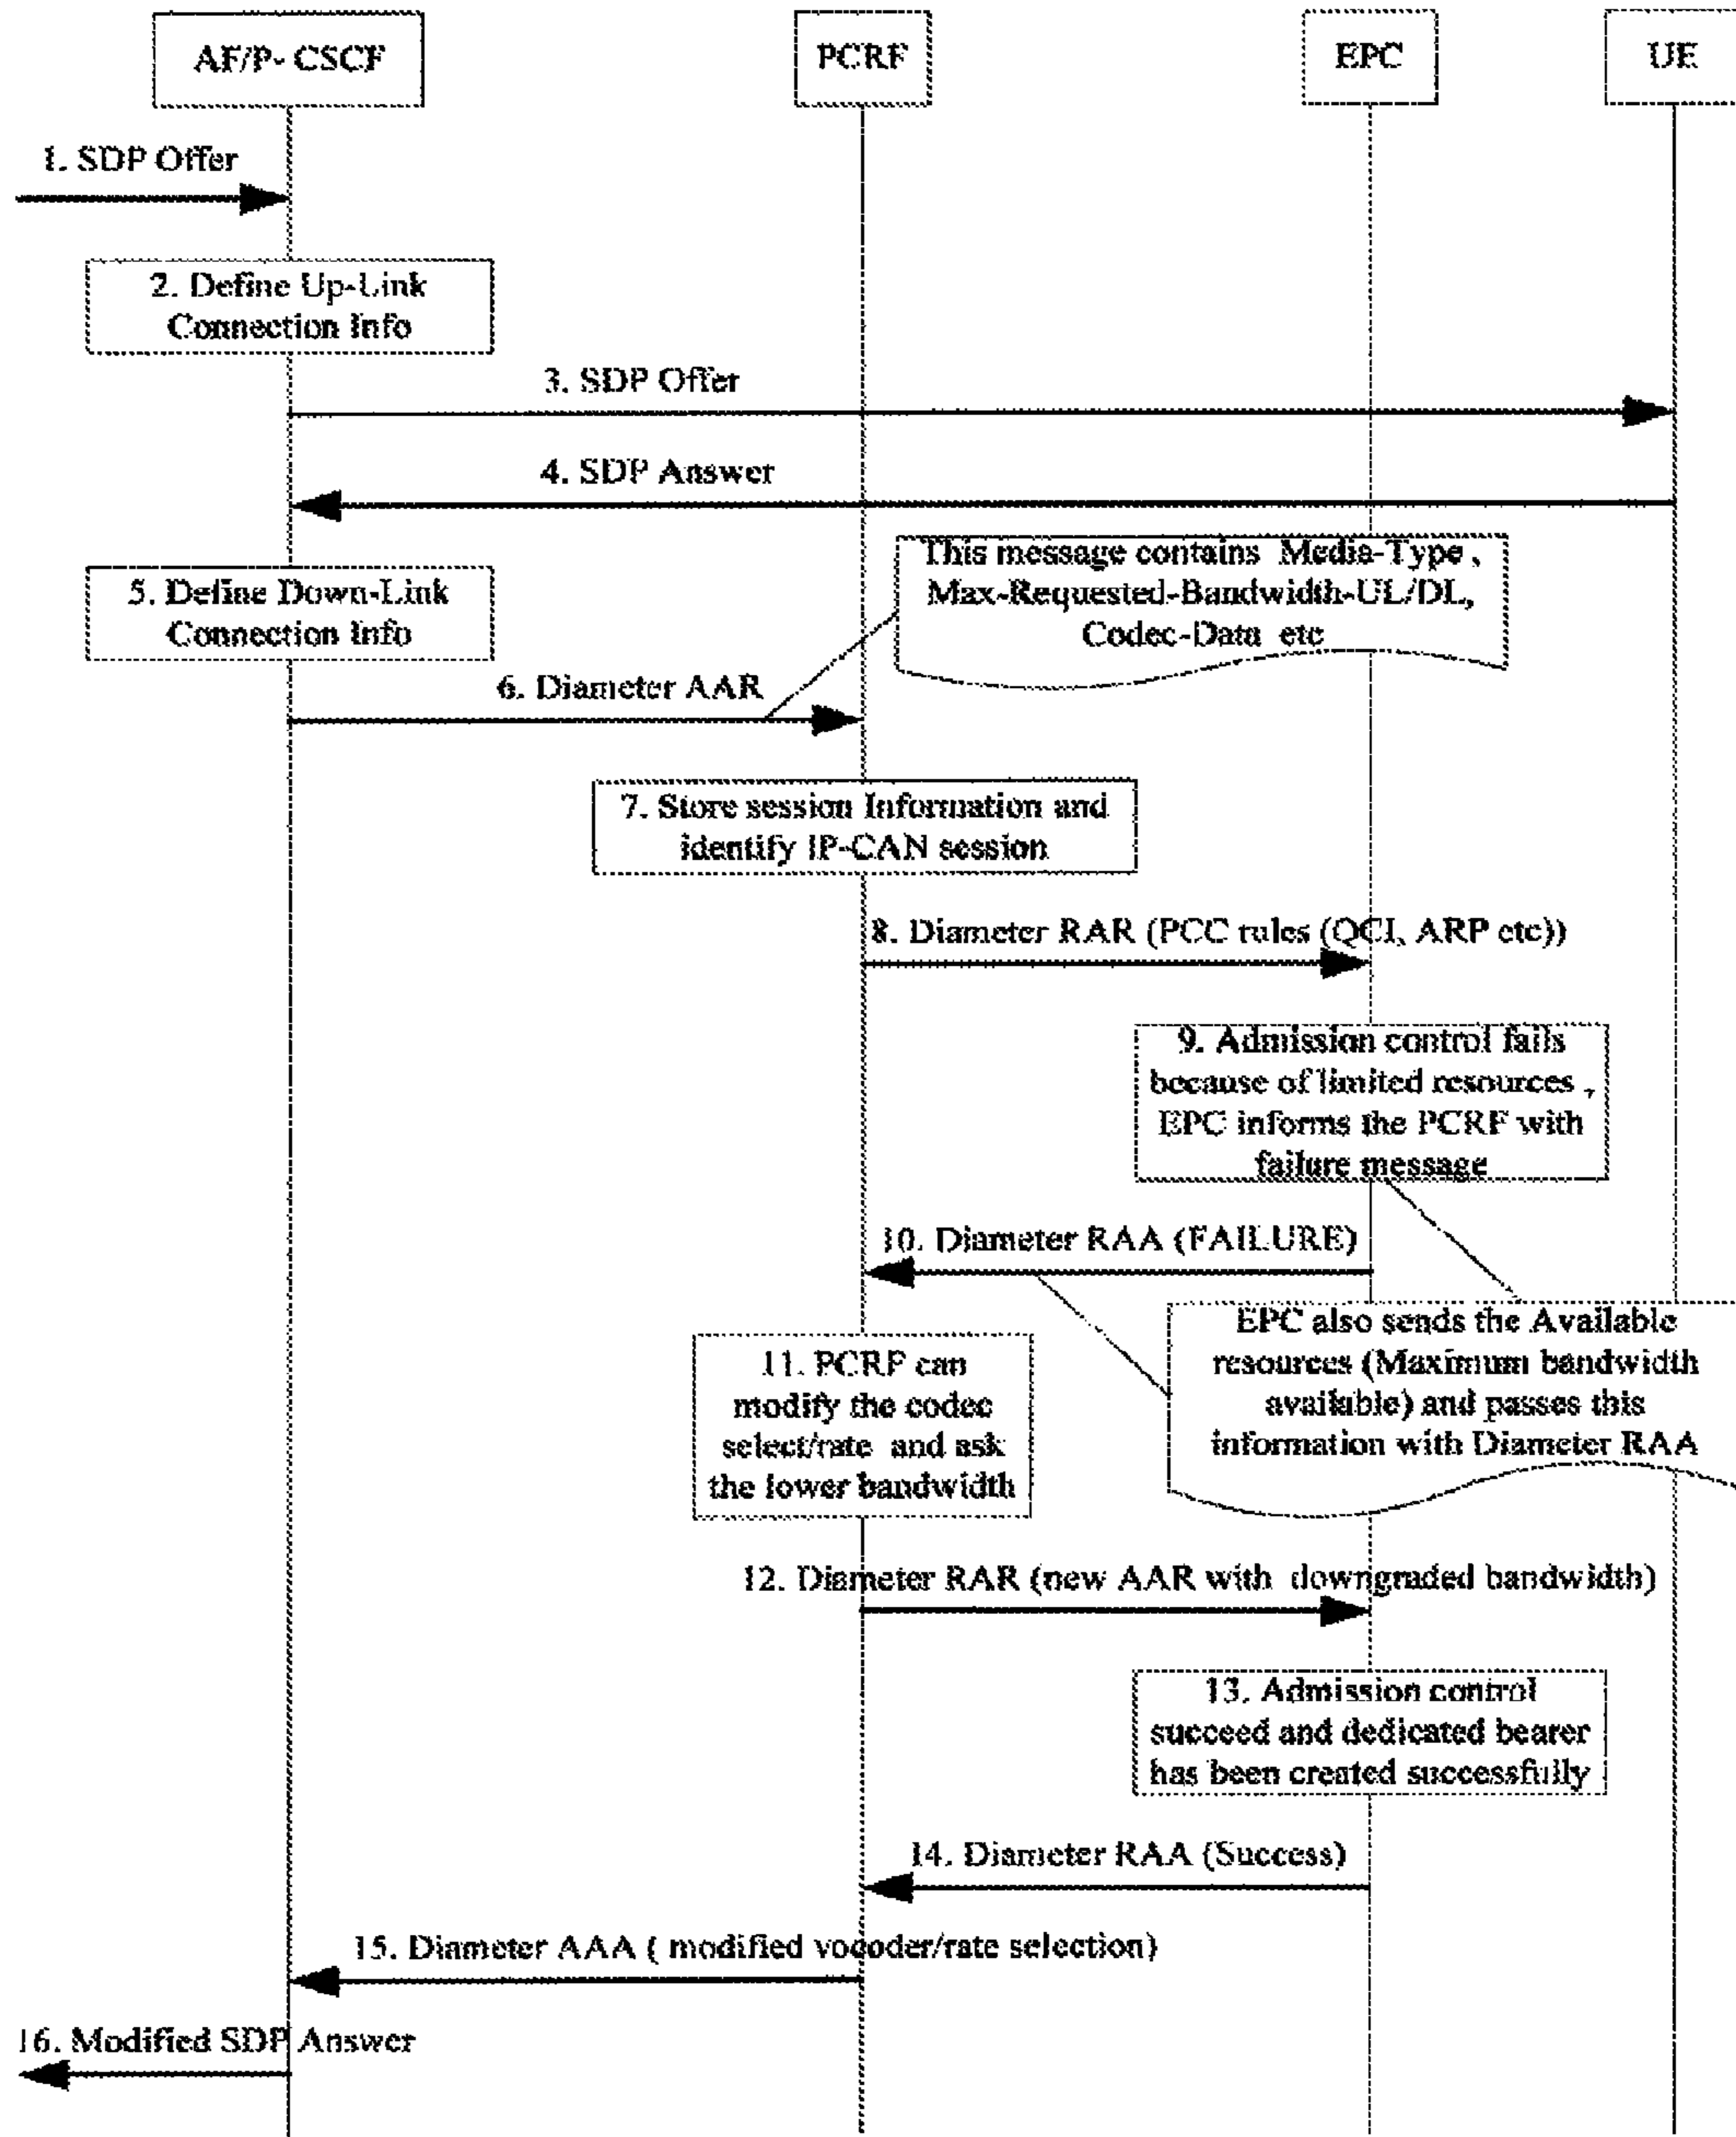 AF/P- CSCF
PCRF
EPC
UE
1. SDP Offer
2. Define Up-Link
Connection Info
3. SDP Offer
4. SDP Answer
This message contains Media-Type ,
Max-Requested-Bandwidth-UL/DL,
Codec-Data etc
5. Define Down-Link
Connection Info
6. Diameter AAR
7. Store session Information and
identify IP-CAN session
8. Diameter RAR (PCC rules (QCI, ARP etc))
9. Admission control fails
because of limited resources ,
EPC informs the PCRF with
failure message
10. Diameter RAA (FAILURE)
EPC also sends the Available
resources (Maximum bandwidth
available) and passes this
information with Diameter RAA
11. PCRF can
modify the codec
select/rate and ask
the lower bandwidth
12. Diameter RAR (new AAR with downgraded bandwidth)
13. Admission control
succeed and dedicated bearer
has been created successfully
14. Diameter RAA (Success)
15. Diameter AAA ( modified vocoder/rate selection)
16. Modified SDP Answer